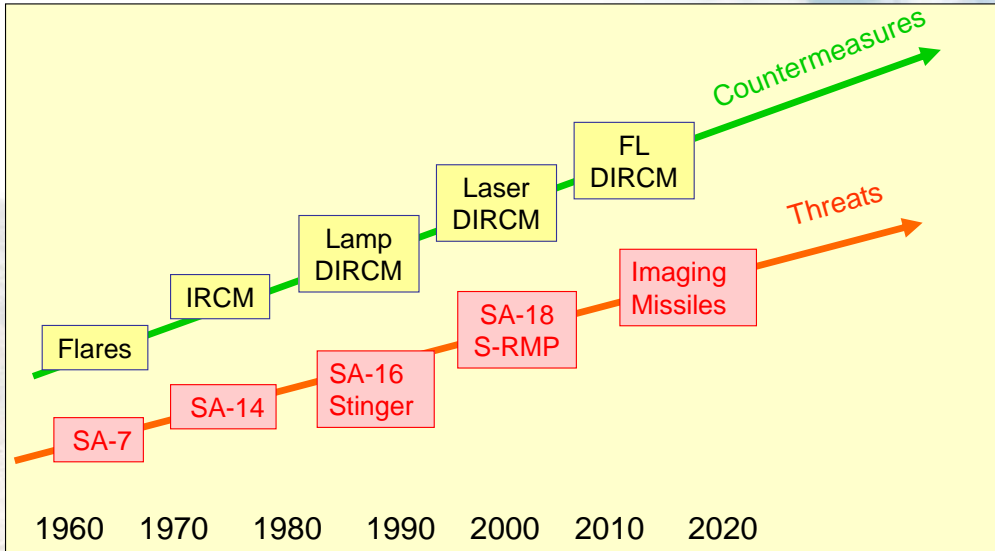 Countermeasures
FL
DIRCM
Laser
DIRCM
Lamp
DIRCM
IRCM
Flares
Threats
Imaging
Missiles
SA-18
S-RMP
SA-16
Stinger
SA-14
SA-7
1960 1970 1980 1990 2000 2010 2020